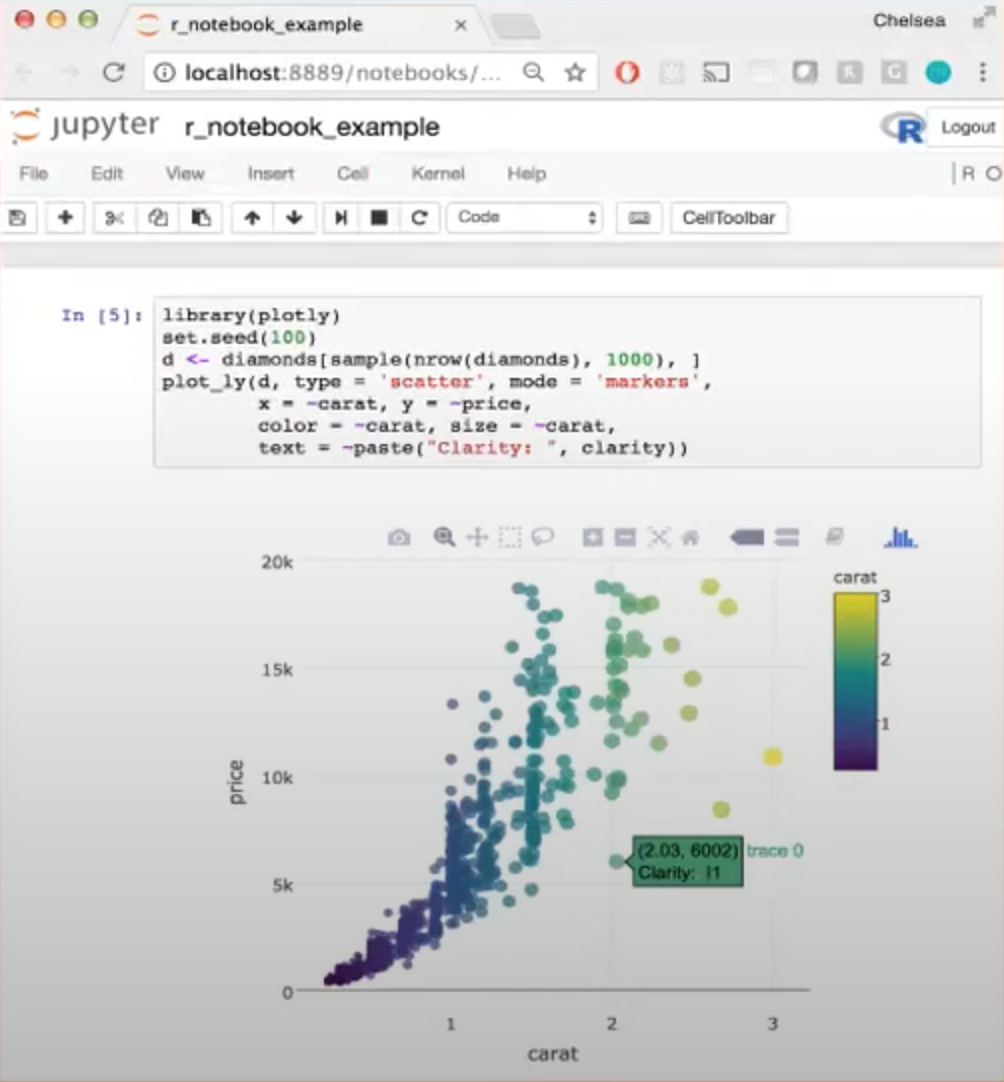 r_notebook_example
Chelsea
localhost:8889/notebooks/...
jupyter r_notebook_example
R
Logout
File Edit View Insert Cell Kernel Help
R
Code
CellToolbar
In [5]:
library(plotly)
set.seed(100)
d <- diamonds[sample(nrow(diamonds), 1000), ]
plot_ly(d, type = 'scatter', mode = 'markers',
x = ~carat, y = ~price,
color = ~carat, size = ~carat,
text = ~paste("Clarity: ", clarity))
20k
15k
10k
5k
0
price
1 2 3
carat
carat
3
2
1
(2.03, 6002) trace 0
Clarity: I1